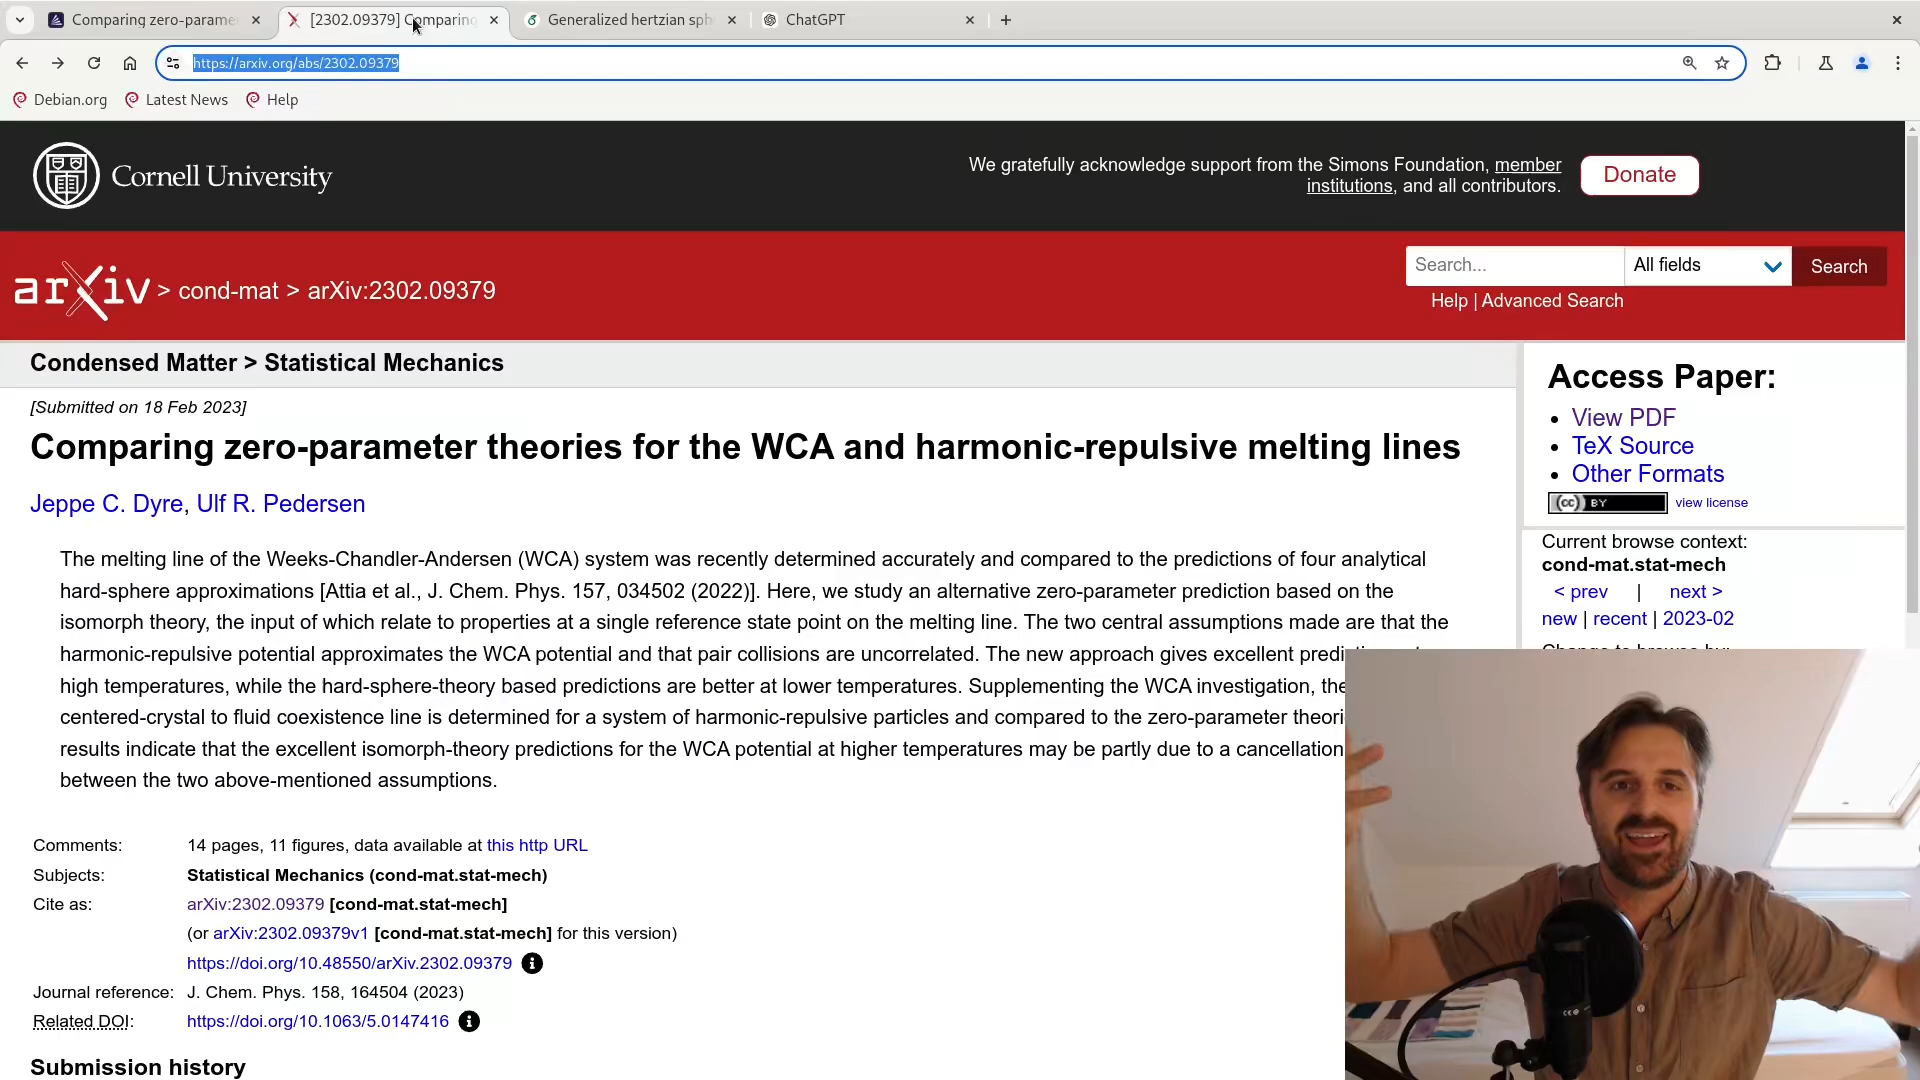 Comparing zero-parame
[2302.09379] Comparing
Generalized hertzian sph
ChatGPT
https://arxiv.org/abs/2302.09379
Debian.org
Latest News
Help
Cornell University
We gratefully acknowledge support from the Simons Foundation, member
institutions, and all contributors.
Donate
arXiv > cond-mat > arXiv:2302.09379
Search...
All fields
Search
Help | Advanced Search
Condensed Matter > Statistical Mechanics
[Submitted on 18 Feb 2023]
Comparing zero-parameter theories for the WCA and harmonic-repulsive melting lines
Jeppe C. Dyre, Ulf R. Pedersen
The melting line of the Weeks-Chandler-Andersen (WCA) system was recently determined accurately and compared to the predictions of four analytical
hard-sphere approximations [Attia et al., J. Chem. Phys. 157, 034502 (2022)]. Here, we study an alternative zero-parameter prediction based on the
isomorph theory, the input of which relate to properties at a single reference state point on the melting line. The two central assumptions made are that the
harmonic-repulsive potential approximates the WCA potential and that pair collisions are uncorrelated. The new approach gives excellent
high temperatures, while the hard-sphere-theory based predictions are better at lower temperatures. Supplementing the WCA investigation, the
centered-crystal to fluid coexistence line is determined for a system of harmonic-repulsive particles and compared to the zero-parameter theori
results indicate that the excellent isomorph-theory predictions for the WCA potential at higher temperatures may be partly due to a cancellation
between the two above-mentioned assumptions.
Comments: 14 pages, 11 figures, data available at this http URL
Subjects: Statistical Mechanics (cond-mat.stat-mech)
Cite as: arXiv:2302.09379 [cond-mat.stat-mech]
(or arXiv:2302.09379v1 [cond-mat.stat-mech] for this version)
https://doi.org/10.48550/arXiv.2302.09379
Journal reference: J. Chem. Phys. 158, 164504 (2023)
Related DOI: https://doi.org/10.1063/5.0147416
Submission history
Access Paper:
View PDF
TeX Source
Other Formats
cc BY
view license
Current browse context:
cond-mat.stat-mech
< prev | next >
new | recent | 2023-02